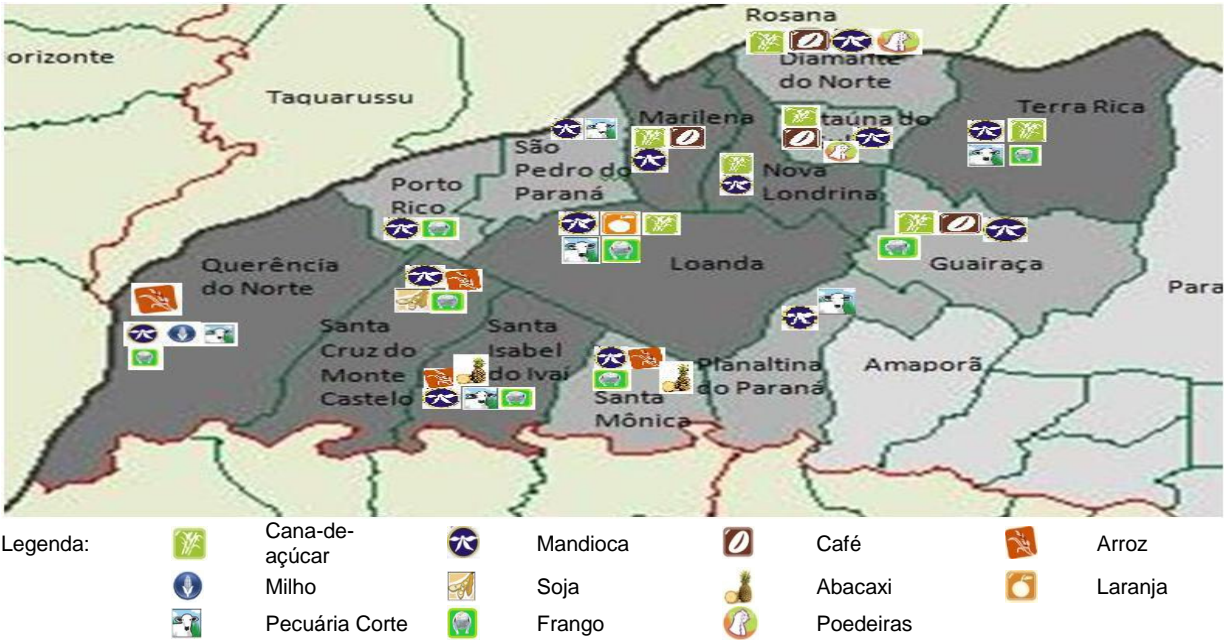 Rosana
orizonte
Diamante
do Norte
Taquarussu
Terra Rica
Marilena
taúna do
São
Pedro do
Paraná
Nova
Londrina
Porto
Rico
Querência
do Norte
Loanda
Guairaça
Para
Santa
Cruz do
Monte
Castelo
Santa
Isabel
do Ivaí
Planaltina
do Paraná
Amaporã
Santa
Mônica
Legenda:
Cana-de-
açúcar
Mandioca
Café
Arroz
Milho
Soja
Abacaxi
Laranja
Pecuária Corte
Frango
Poedeiras